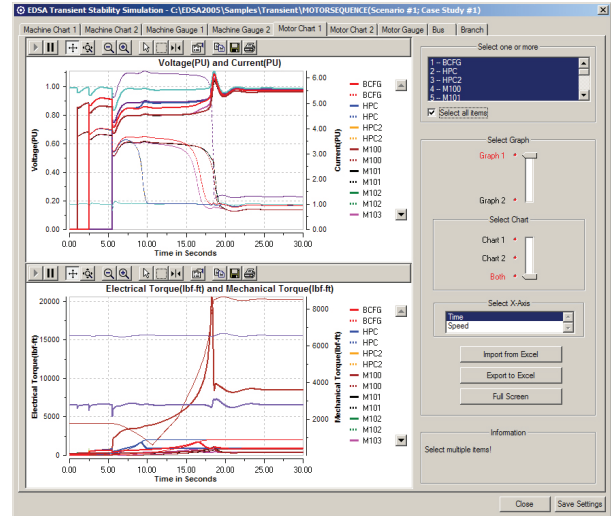 EDSA Transient Stability Simulation - C:\EDSA2005\Samples\Transient\MOTORSEQUENCE(Scenario #1; Case Study #1)
Machine Chart 1 Machine Chart 2 Machine Gauge 1 Machine Gauge 2 Motor Chart 1 Motor Chart 2 Motor Gauge Bus Branch
Voltage(PU) and Current(PU)
Voltage(PU)
1.00
0.80
0.60
0.40
0.20
0.00
0.00 5.00 10.00 15.00 20.00 25.00 30.00
Time in Seconds
6.00
5.00
4.00
3.00
2.00
1.00
0.00
Current(PU)
BCFG
BCFG
HPC
HPC
HPC2
HPC2
M100
M100
M101
M101
M102
M102
M103
Electrical Torque(lbf-ft) and Mechanical Torque(lbf-ft)
Electrical Torque(lbf-ft)
20000
15000
10000
5000
0
0.00 5.00 10.00 15.00 20.00 25.00 30.00
Time in Seconds
8000
6000
4000
2000
Mechanical Torque(lbf-ft)
BCFG
BCFG
HPC
HPC
HPC2
HPC2
M100
M100
M101
M101
M102
M102
M103
Select one or more
1 -- BCFG
2 -- HPC
3 -- HPC2
4 -- M100
5 -- M101
Select all items
Select Graph
Graph 1
Graph 2
Select Chart
Chart 1
Chart 2
Both
Select X-Axis
Time
Speed
Import from Excel
Export to Excel
Full Screen
Information
Select multiple items!
Close Save Settings